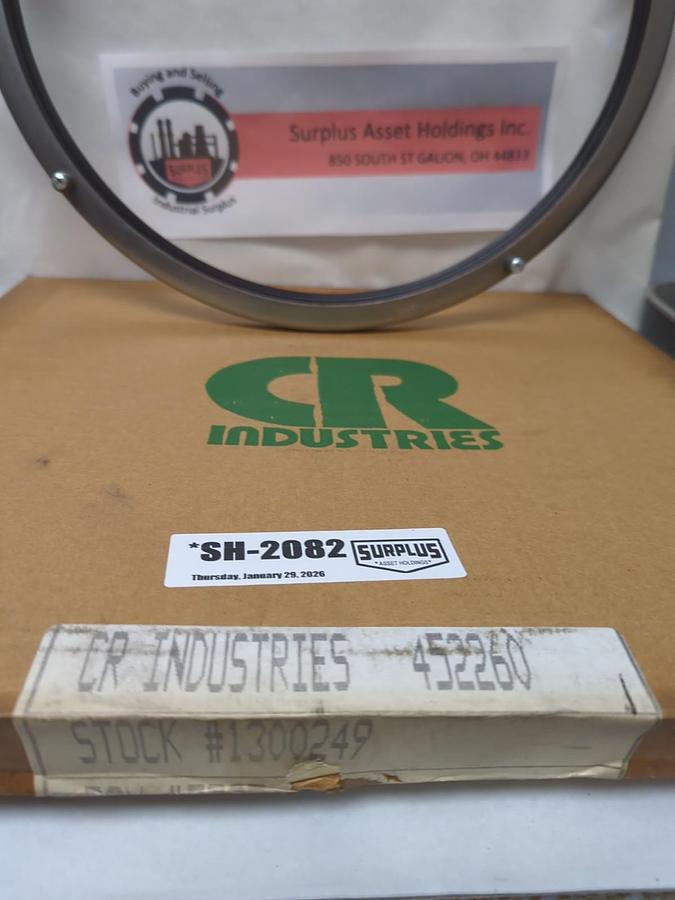 Buying and Selling
SURPLUS
Industrial Surplus
Surplus Asset Holdings Inc.
850 SOUTH ST GALION, OH 44833
CR
INDUSTRIES
*SH-2082
SURPLUS
*ASSET HOLDINGS*
Thursday, January 29, 2026
CR INDUSTRIES 452260
STOCK #1300249